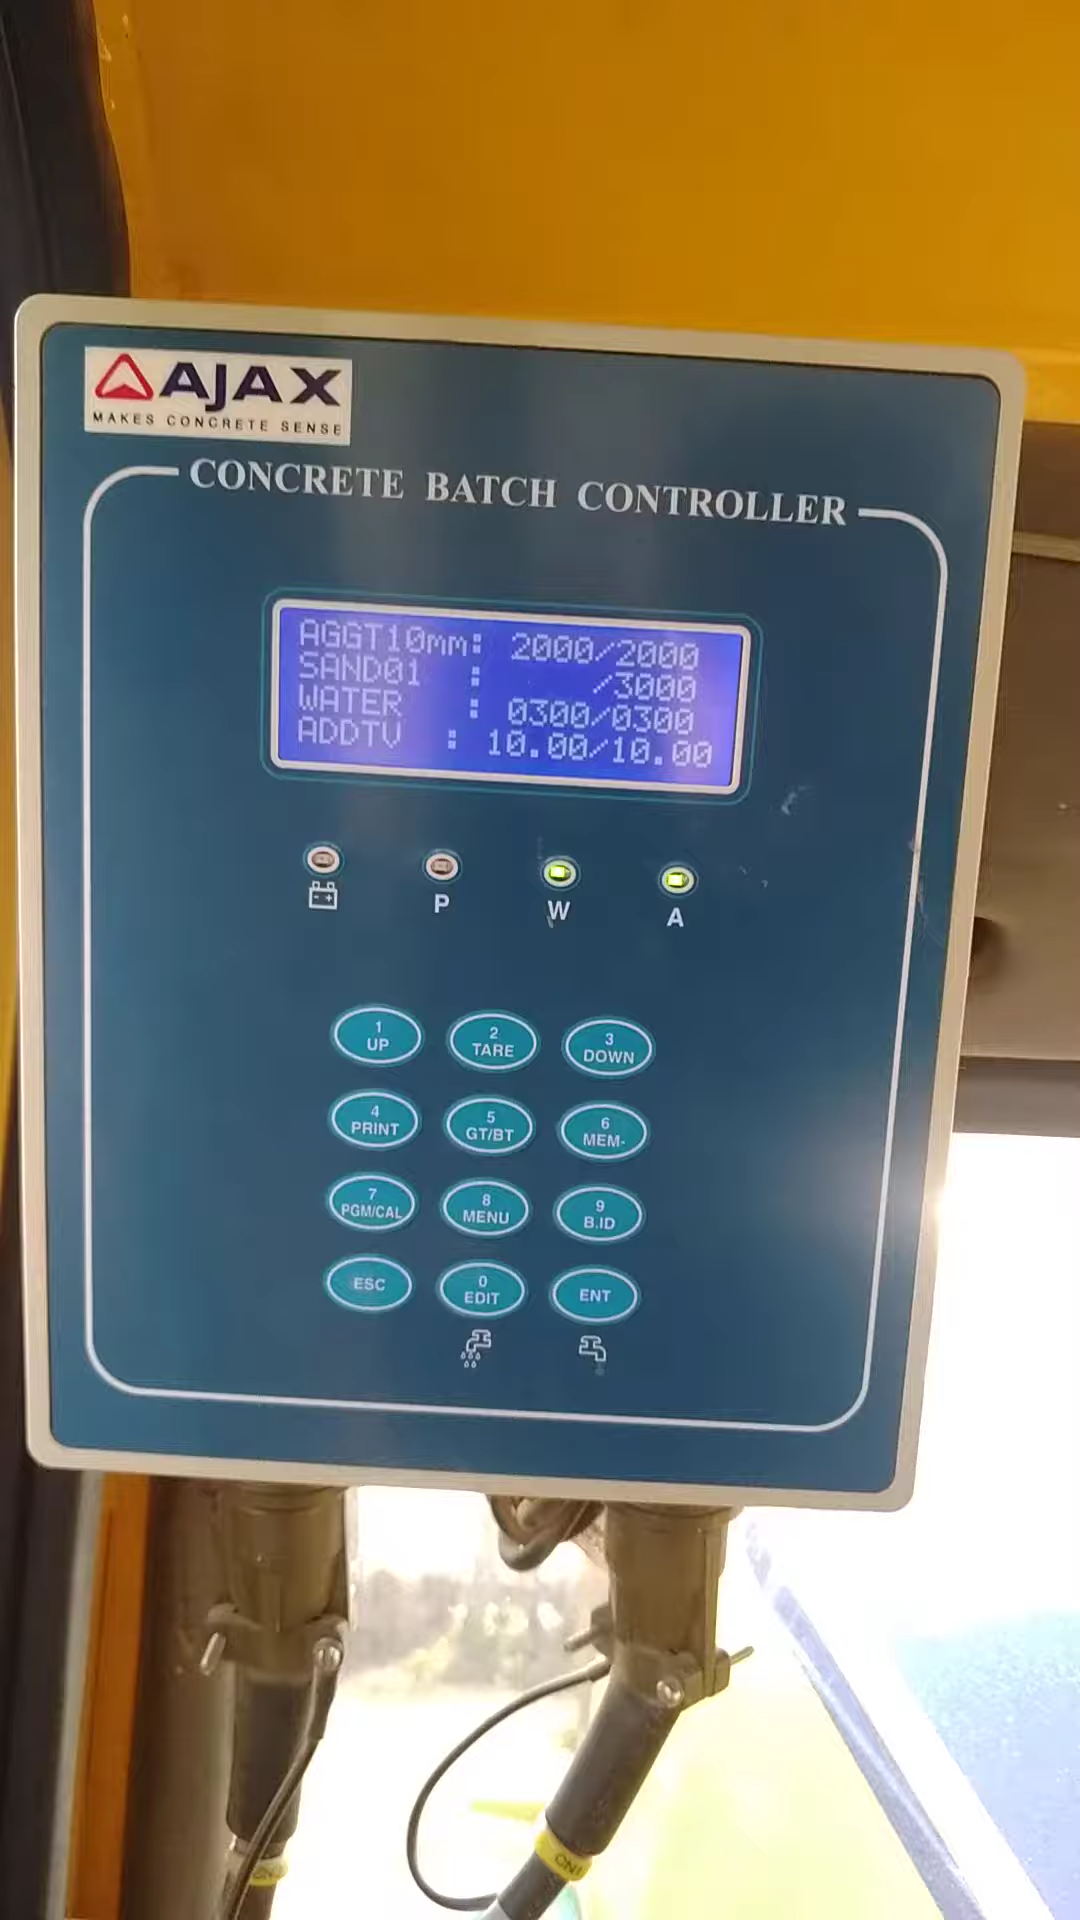 AJAX
MAKES CONCRETE SENSE
CONCRETE BATCH CONTROLLER
AGGT10mm: 2000/2000
SAND01 : /3000
WATER : 0300/0300
ADDTV : 10.00/10.00
P
W
A
1 UP
2 TARE
3 DOWN
4 PRINT
5 GT/BT
6 MEM-
7 PGM/CAL
8 MENU
9 B.ID
ESC
0 EDIT
ENT
CN1